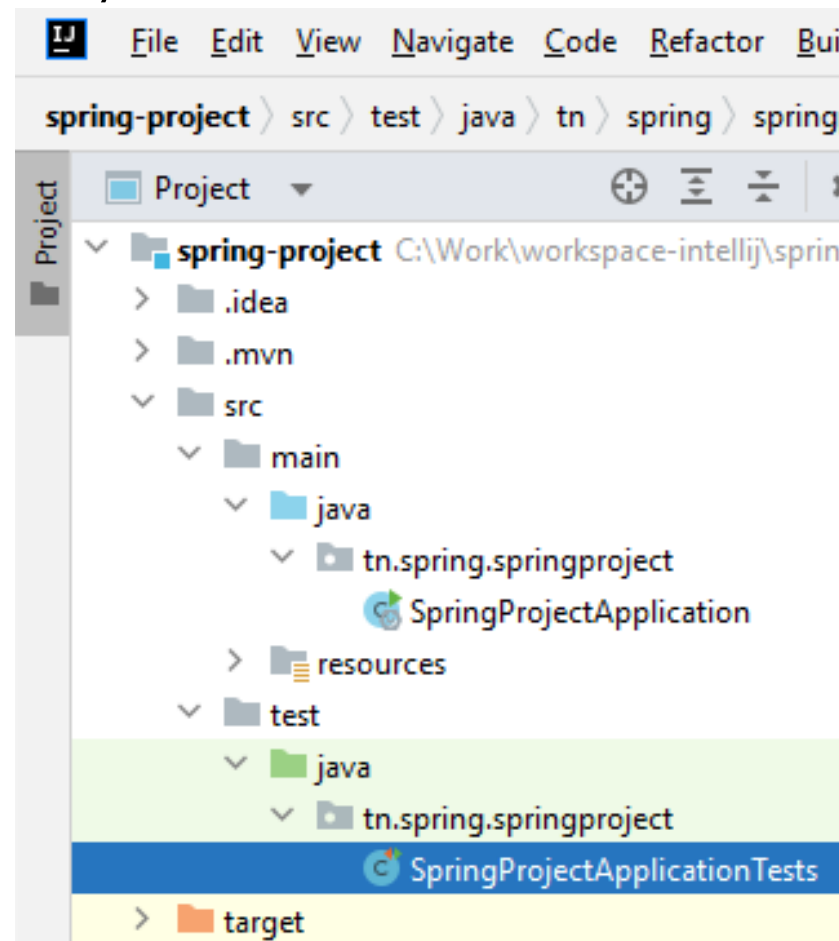 IJ File Edit View Navigate Code Refactor
spring-project 〉 src 〉 test 〉 java 〉 tn 〉 spring 〉 spring
Project
Project
spring-project C:\Work\workspace-intellij\sprin
.idea
.mvn
src
main
java
tn.spring.springproject
SpringProjectApplication
resources
test
java
tn.spring.springproject
SpringProjectApplicationTests
target